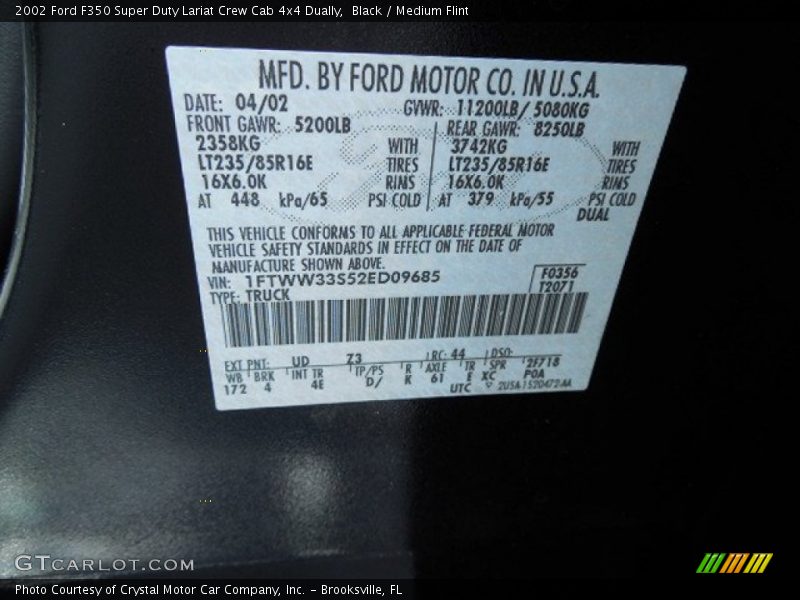 2002 Ford F350 Super Duty Lariat Crew Cab 4x4 Dually, Black / Medium Flint
MFD. BY FORD MOTOR CO. IN U.S.A.
DATE: 04/02 GVWR: 11200LB/ 5080KG
FRONT GAWR: 5200LB REAR GAWR: 8250LB
2358KG WITH 3742KG WITH
LT235/85R16E TIRES LT235/85R16E TIRES
16X6.0K RIMS 16X6.0K RIMS
AT 448 kPa/65 PSI COLD AT 379 kPa/55 PSI COLD
DUAL
THIS VEHICLE CONFORMS TO ALL APPLICABLE FEDERAL MOTOR
VEHICLE SAFETY STANDARDS IN EFFECT ON THE DATE OF
MANUFACTURE SHOWN ABOVE.
VIN: 1FTWW33S52ED09685 F0356
TYPE: TRUCK T2071
EXT PNT: UD Z3 RC: 44 DSO:
WB BRK INT TR TP/PS R AXLE TR SPR 2F718
172 4 4E D/ K 61 E XC POA
UTC 2U5A-1520472-AA
GTCARLOT.COM
Photo Courtesy of Crystal Motor Car Company, Inc. – Brooksville, FL